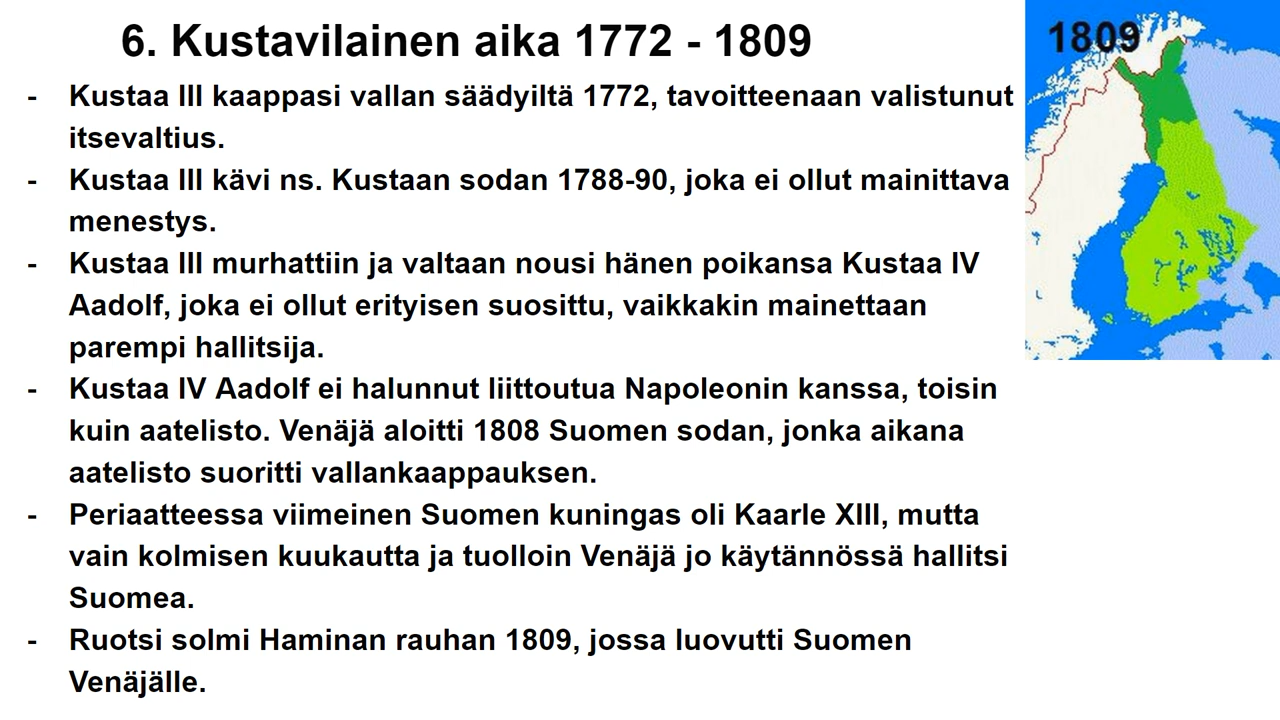 6. Kustavilainen aika 1772 - 1809
1809
- Kustaa III kaappasi vallan säädyiltä 1772, tavoitteenaan valistunut
itsevaltius.
- Kustaa III kävi ns. Kustaan sodan 1788-90, joka ei ollut mainittava
menestys.
- Kustaa III murhattiin ja valtaan nousi hänen poikansa Kustaa IV
Aadolf, joka ei ollut erityisen suosittu, vaikkakin mainettaan
parempi hallitsija.
- Kustaa IV Aadolf ei halunnut liittoutua Napoleonin kanssa, toisin
kuin aatelisto. Venäjä aloitti 1808 Suomen sodan, jonka aikana
aatelisto suoritti vallankaappauksen.
- Periaatteessa viimeinen Suomen kuningas oli Kaarle XIII, mutta
vain kolmisen kuukautta ja tuolloin Venäjä jo käytännössä hallitsi
Suomea.
- Ruotsi solmi Haminan rauhan 1809, jossa luovutti Suomen
Venäjälle.